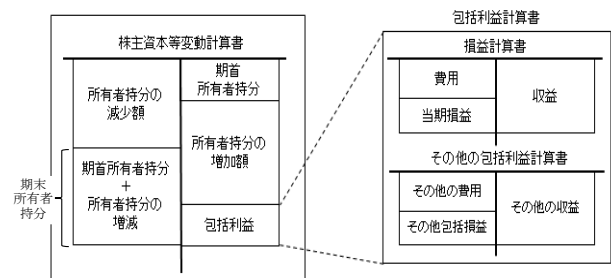 株主資本等変動計算書
所有者持分の
減少額
期末
所有者
持分
期首所有者持分
+
所有者持分の
増減
期首
所有者持分
所有者持分の
増加額
包括利益
包括利益計算書
損益計算書
費用
当期損益
収益
その他の包括利益計算書
その他の費用
その他包括損益
その他の収益